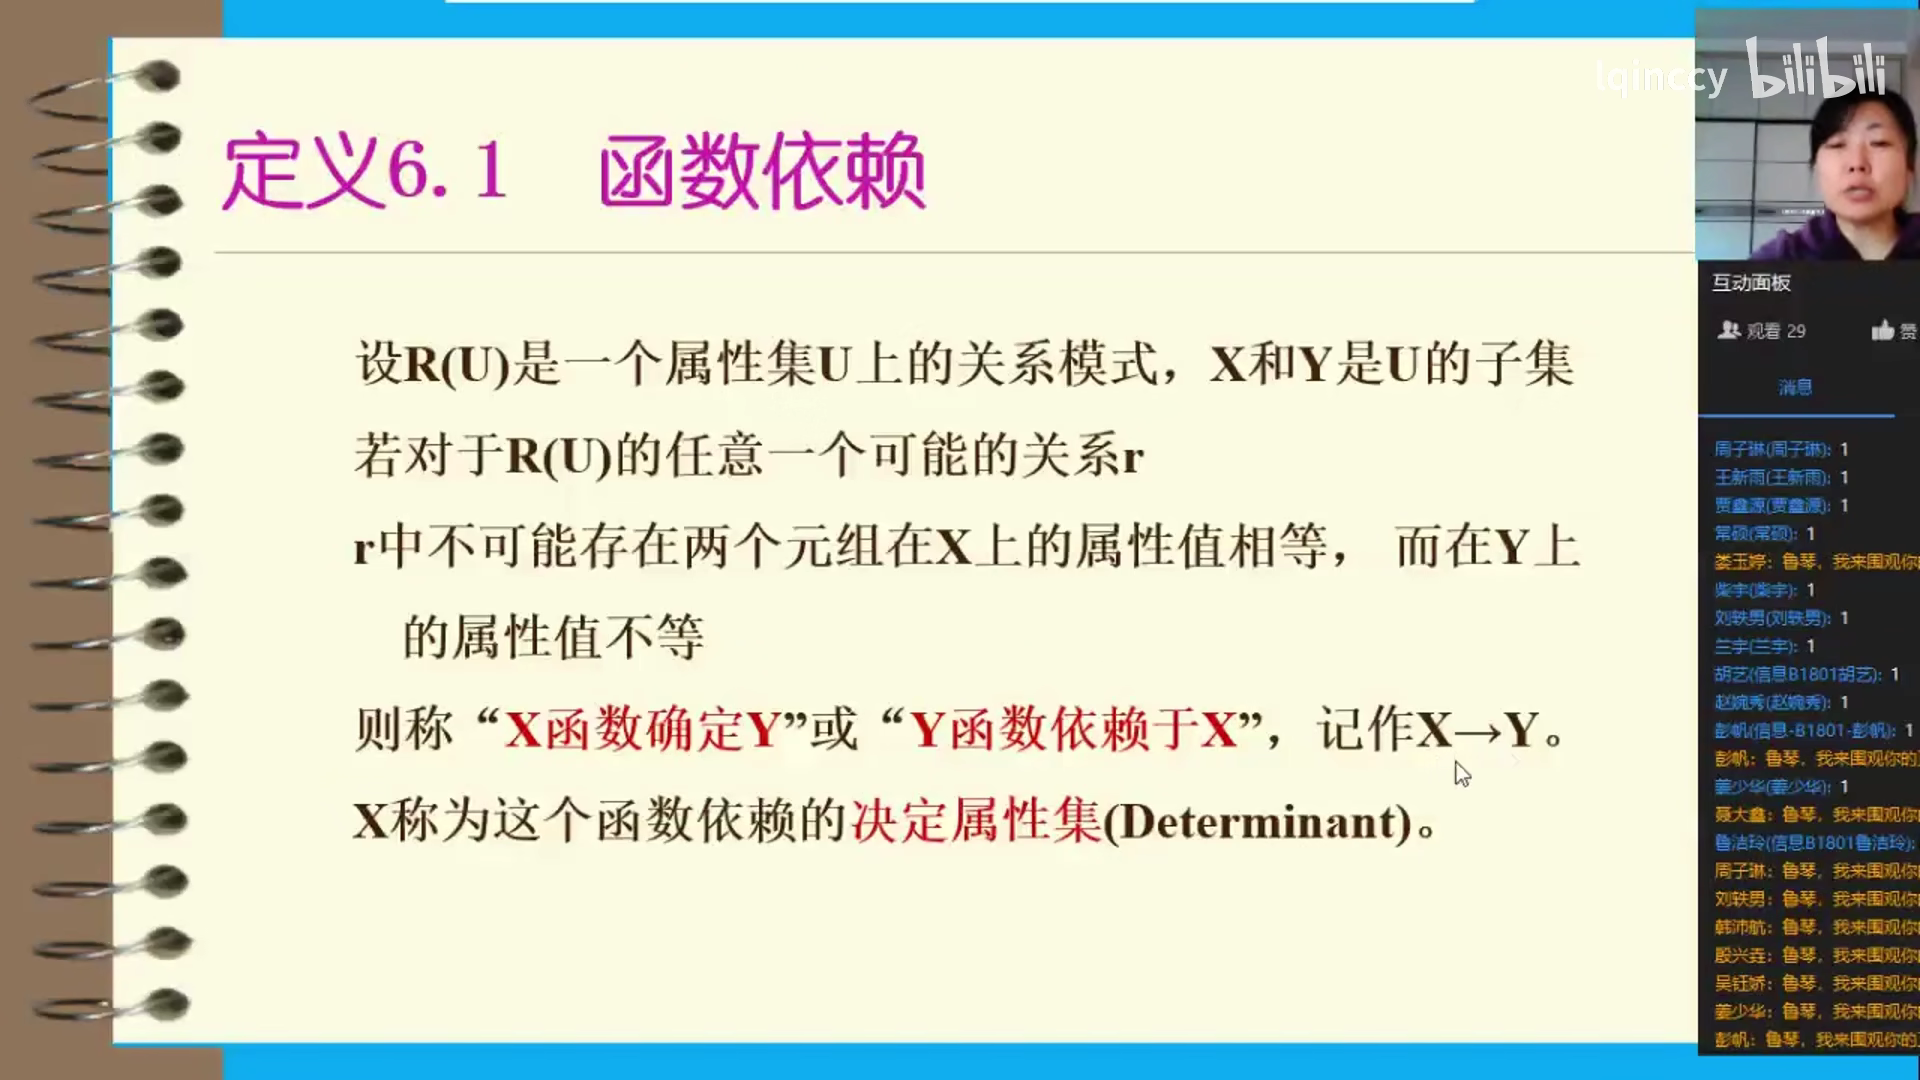 定义6.1 函数依赖
设R(U)是一个属性集U上的关系模式，X和Y是U的子集
若对于R(U)的任意一个可能的关系r
r中不可能存在两个元组在X上的属性值相等， 而在Y上
的属性值不等
则称“X函数确定Y”或“Y函数依赖于X”，记作X→Y。
X称为这个函数依赖的决定属性集(Determinant)。
lqinccy bilibili
互动面板
观看 29 赞
消息
周子琳(周子琳): 1
王新雨(王新雨): 1
贾鑫源(贾鑫源): 1
常硕(常硕): 1
娄玉婷: 鲁琴，我来围观你
柴宇(柴宇): 1
刘轶男(刘轶男): 1
兰宇(兰宇): 1
胡艺(信息B1801胡艺): 1
赵婉秀(赵婉秀): 1
彭帆(信息-B1801-彭帆): 1
彭帆: 鲁琴，我来围观你的
姜少华(姜少华): 1
聂大鑫: 鲁琴，我来围观你
鲁洁玲(信息B1801鲁洁玲):
周子琳: 鲁琴，我来围观你
刘轶男: 鲁琴，我来围观你
韩沛航: 鲁琴，我来围观你
殷兴垚: 鲁琴，我来围观你
吴钰娇: 鲁琴，我来围观你
姜少华: 鲁琴，我来围观你
彭帆: 鲁琴，我来围观你的